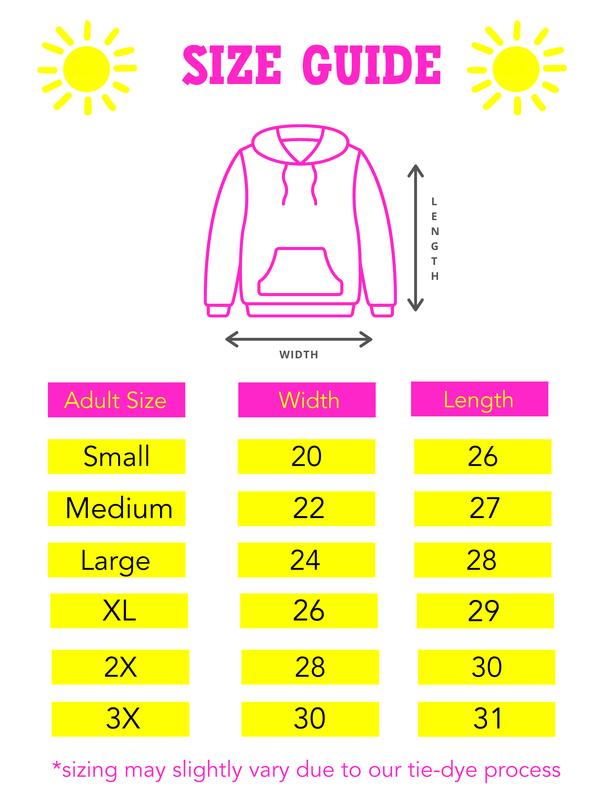 SIZE GUIDE
LENGTH
WIDTH
Adult Size Width Length
Small 20 26
Medium 22 27
Large 24 28
XL 26 29
2X 28 30
3X 30 31
*sizing may slightly vary due to our tie-dye process